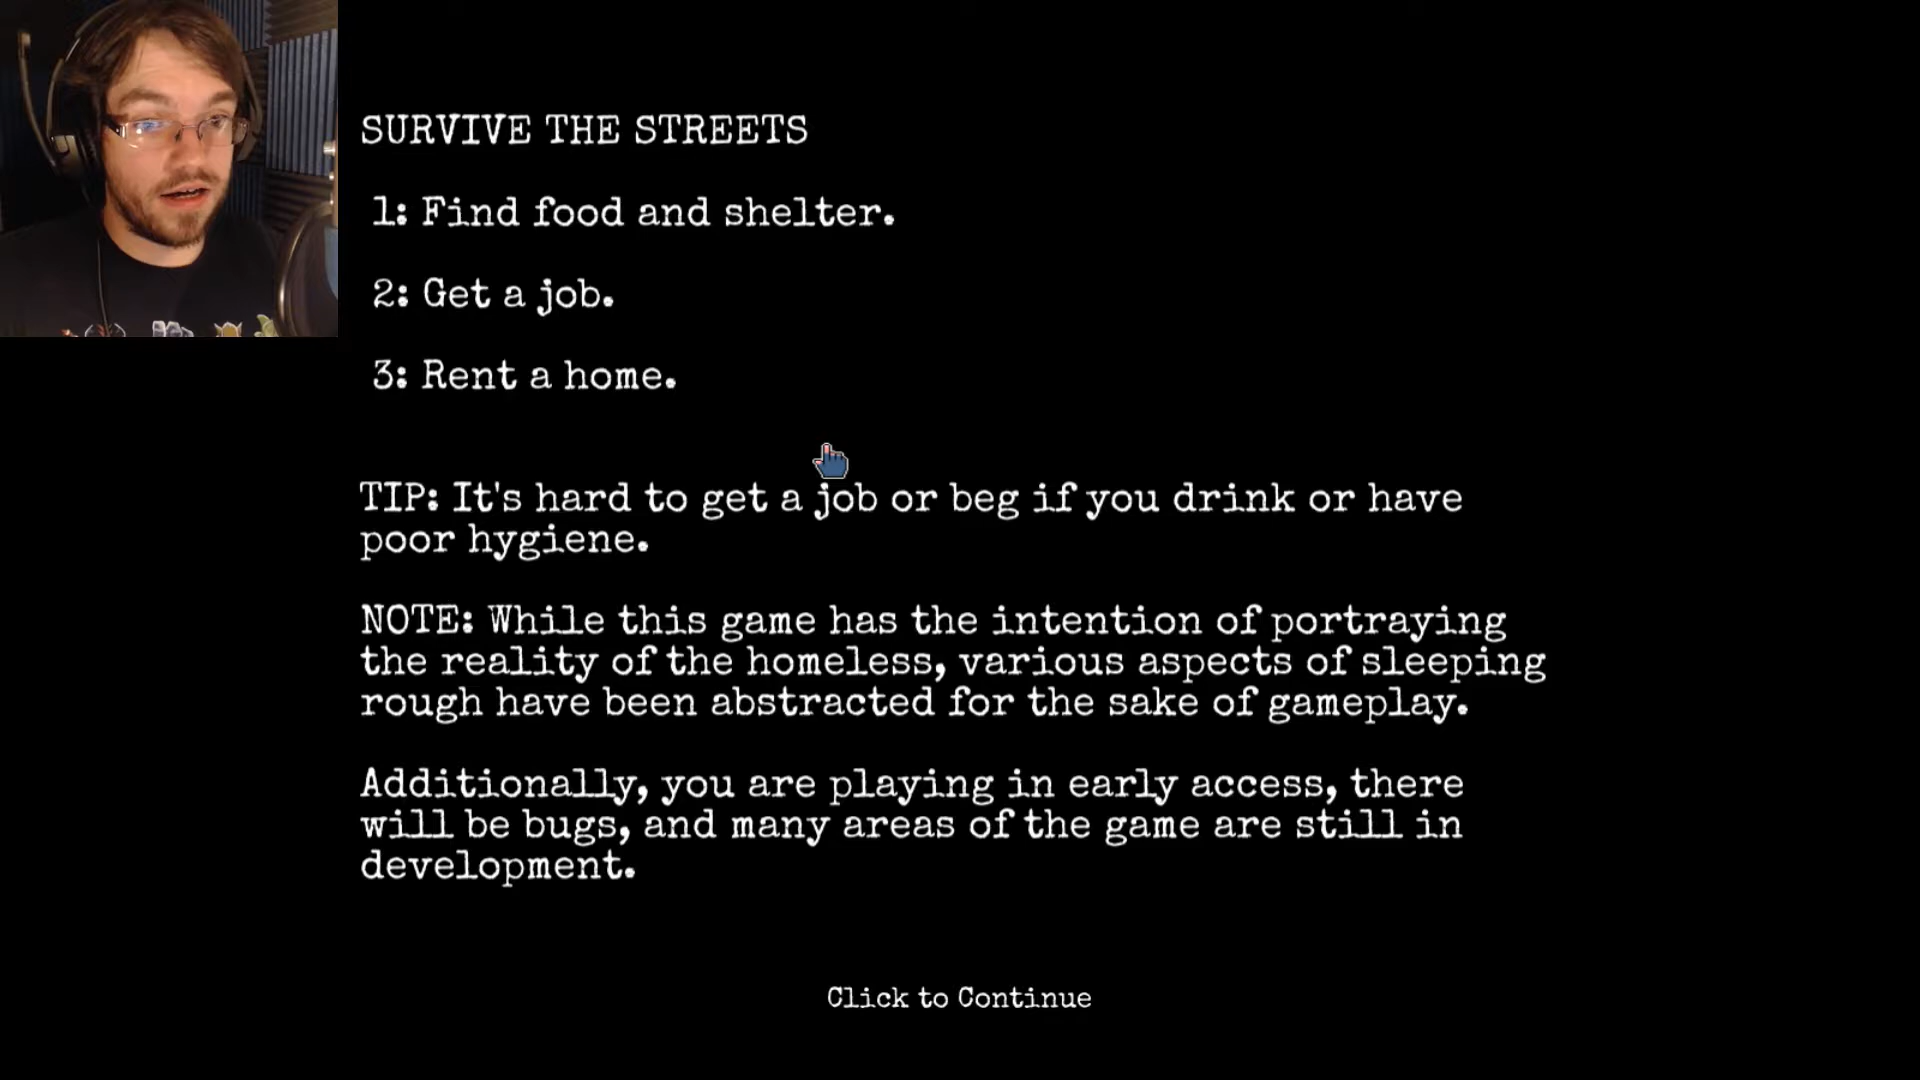 SURVIVE THE STREETS
1: Find food and shelter.
2: Get a job.
3: Rent a home.
TIP: It's hard to get a job or beg if you drink or have
poor hygiene.
NOTE: While this game has the intention of portraying
the reality of the homeless, various aspects of sleeping
rough have been abstracted for the sake of gameplay.
Additionally, you are playing in early access, there
will be bugs, and many areas of the game are still in
development.
Click to Continue